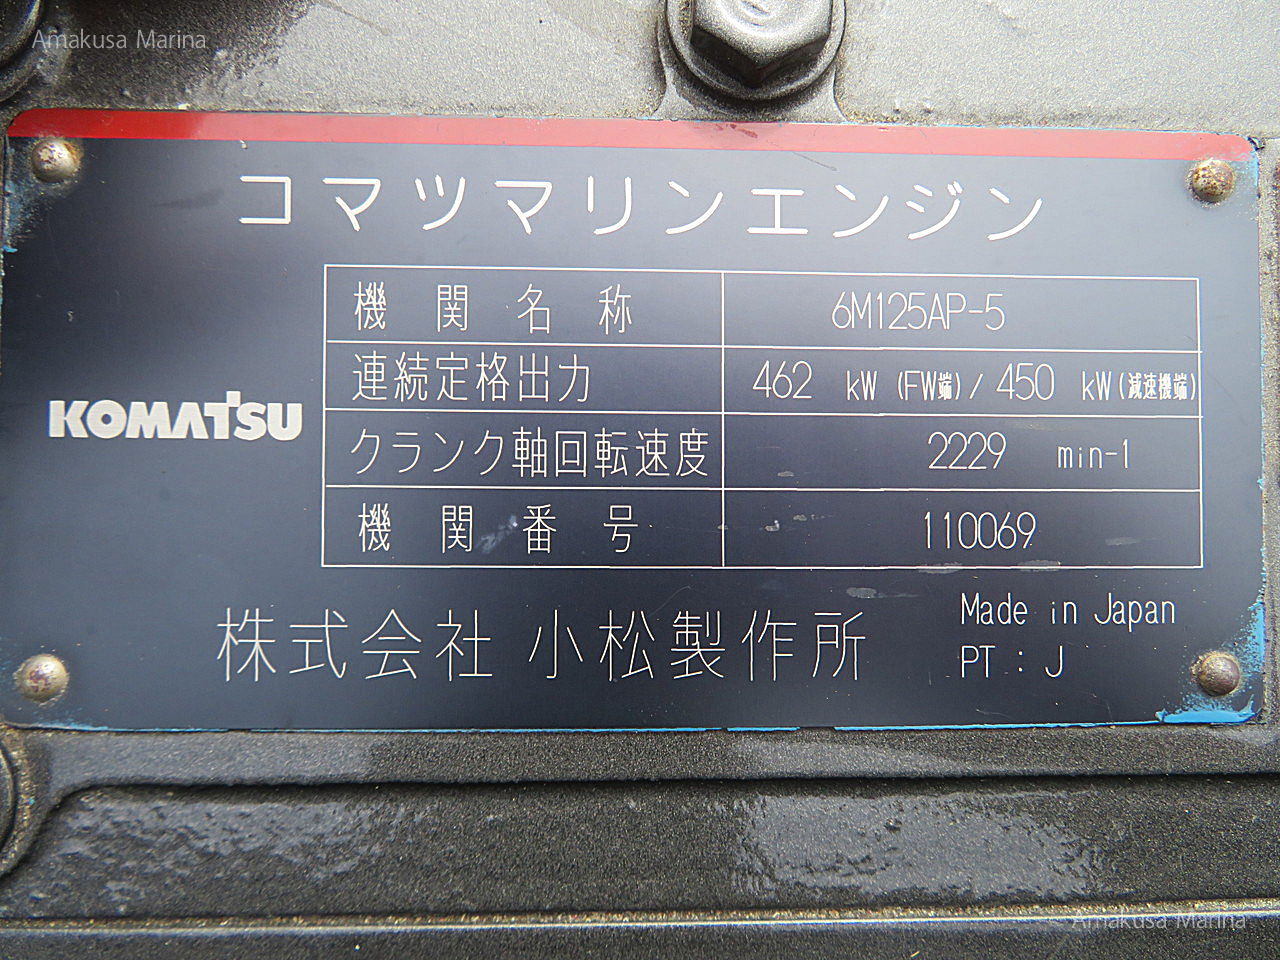 Amakusa Marina
コマツマリンエンジン
機関名称 6M125AP-5
連続定格出力 462 kW (FW端) / 450 kW (減速機端)
KOMATSU
クランク軸回転速度 2229 min-1
機関番号 110069
株式会社 小松製作所
Made in Japan
PT : J
© Amakusa Marina